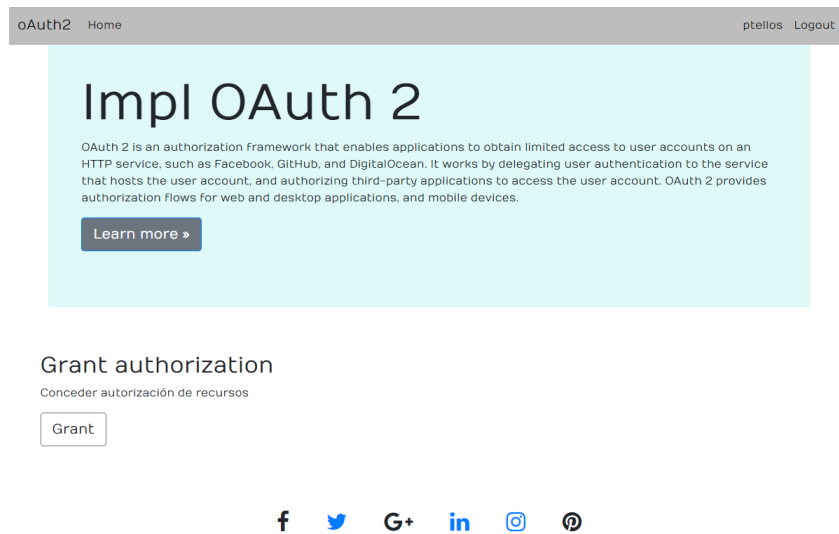 oAuth2 Home ptellos Logout
Impl OAuth 2
OAuth 2 is an authorization framework that enables applications to obtain limited access to user accounts on an
HTTP service, such as Facebook, GitHub, and DigitalOcean. It works by delegating user authentication to the service
that hosts the user account, and authorizing third-party applications to access the user account. OAuth 2 provides
authorization flows for web and desktop applications, and mobile devices.
Learn more »
Grant authorization
Conceder autorización de recursos
Grant